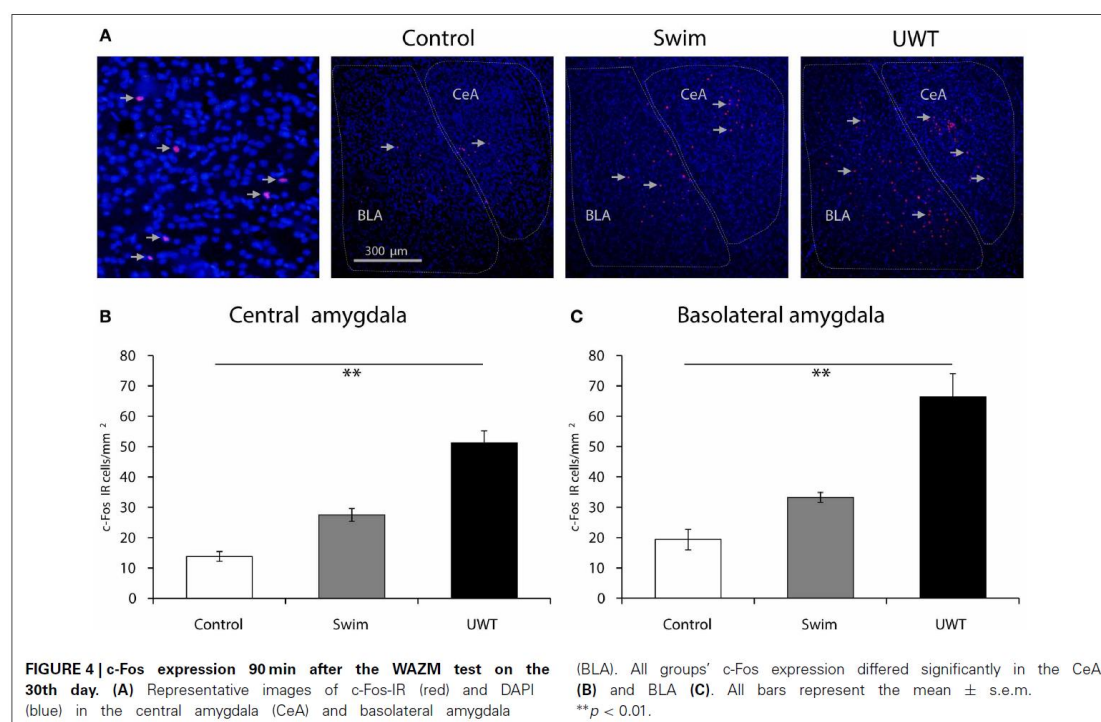 A
Control
Swim
UWT
CeA
BLA
300 µm
CeA
BLA
CeA
BLA
B
Central amygdala
c-Fos IR cells/mm²
80
70
60
50
40
30
20
10
0
**
Control
Swim
UWT
C
Basolateral amygdala
c-Fos IR cells/mm²
80
70
60
50
40
30
20
10
0
**
Control
Swim
UWT
FIGURE 4 | c-Fos expression 90 min after the WAZM test on the
30th day. (A) Representative images of c-Fos-IR (red) and DAPI
(blue) in the central amygdala (CeA) and basolateral amygdala
(BLA). All groups' c-Fos expression differed significantly in the CeA
(B) and BLA (C). All bars represent the mean ± s.e.m.
**p < 0.01.